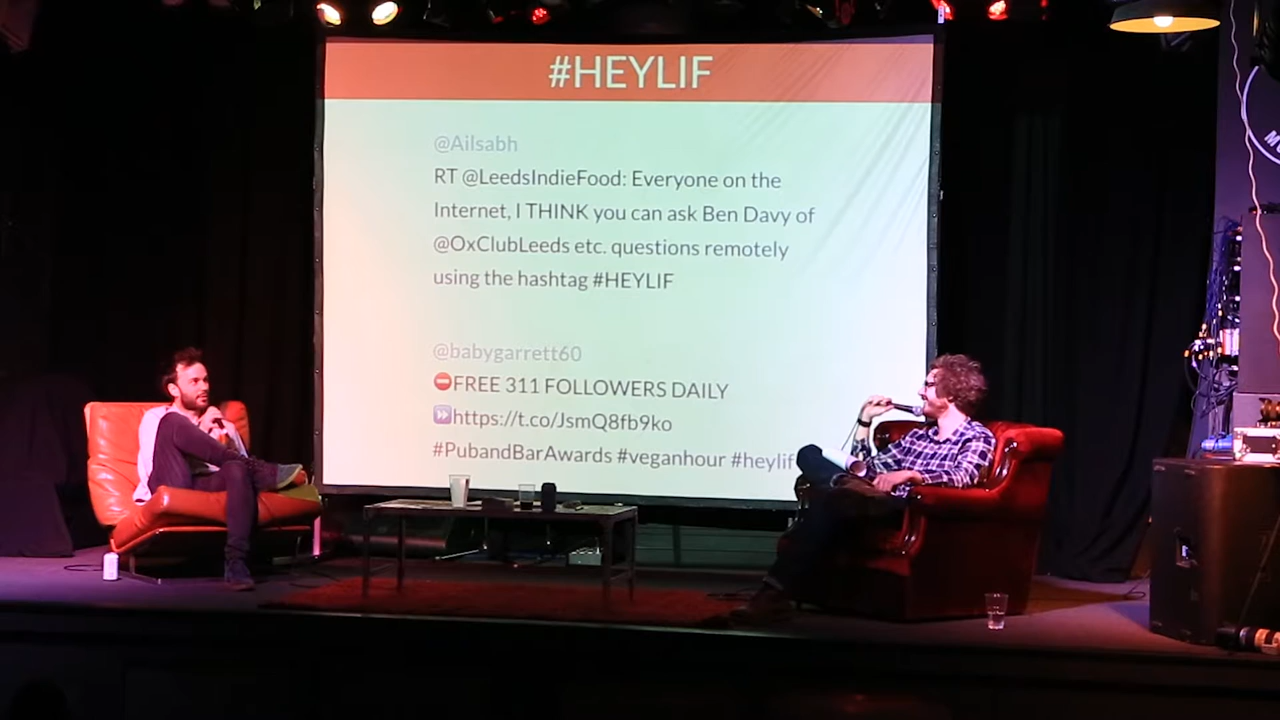 #HEYLIF
@Ailsabh
RT @LeedsIndieFood: Everyone on the
Internet, I THINK you can ask Ben Davy of
@OxClubLeeds etc. questions remotely
using the hashtag #HEYLIF
@babygarrett60
⛔FREE 311 FOLLOWERS DAILY
⏩https://t.co/JsmQ8fb9ko
#PubandBarAwards #veganhour #heylif